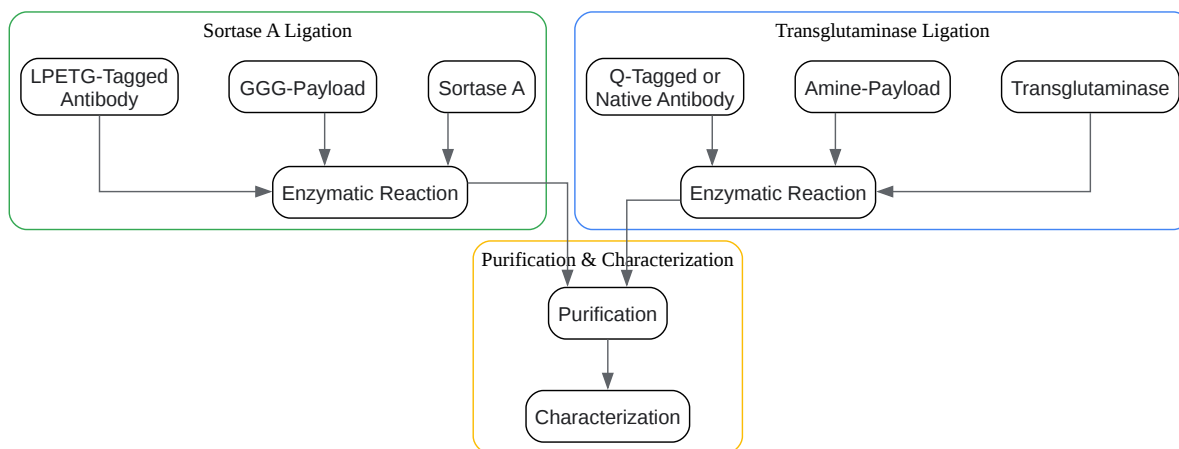 Sortase A Ligation
LPETG-Tagged
Antibody
GGG-Payload
Sortase A
Enzymatic Reaction
Transglutaminase Ligation
Q-Tagged or
Native Antibody
Amine-Payload
Transglutaminase
Enzymatic Reaction
Purification & Characterization
Purification
Characterization